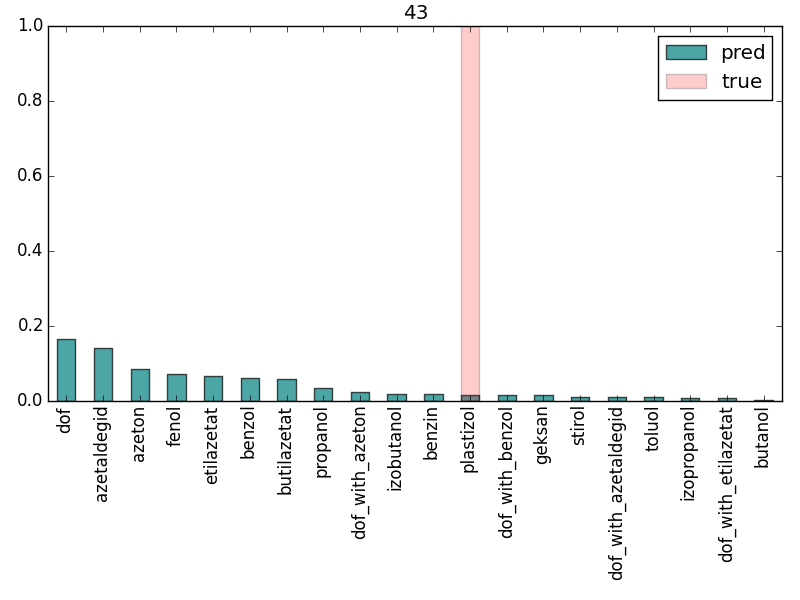 43
1.0
0.8
0.6
0.4
0.2
0.0
pred
true
dof
azetaldegid
azeton
fenol
etilazetat
benzol
butilazetat
propanol
dof_with_azeton
izobutanol
benzin
plastizol
dof_with_benzol
geksan
stirol
dof_with_azetaldegid
toluol
izopropanol
dof_with_etilazetat
butanol